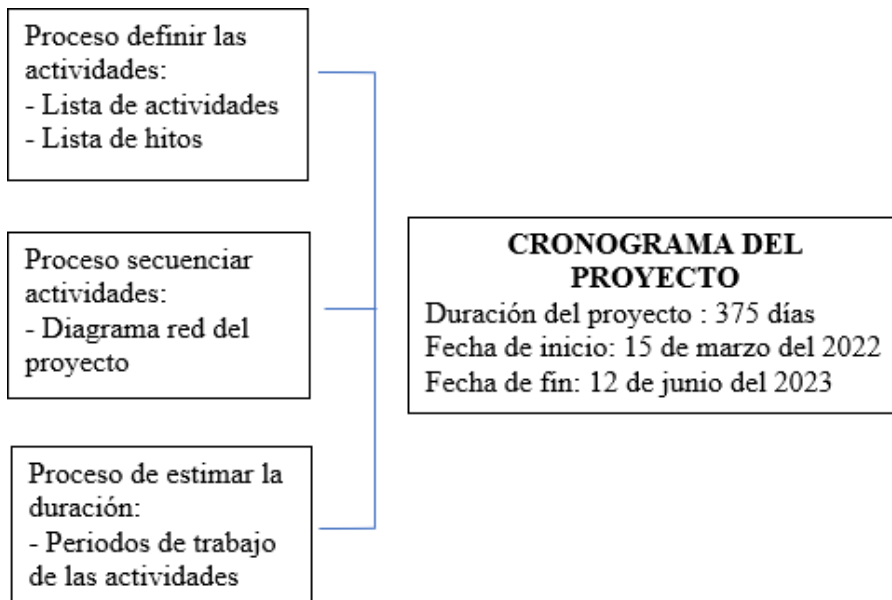 Proceso definir las
actividades:
- Lista de actividades
- Lista de hitos
Proceso secuenciar
actividades:
- Diagrama red del
proyecto
Proceso de estimar la
duración:
- Periodos de trabajo
de las actividades
CRONOGRAMA DEL
PROYECTO
Duración del proyecto : 375 días
Fecha de inicio: 15 de marzo del 2022
Fecha de fin: 12 de junio del 2023